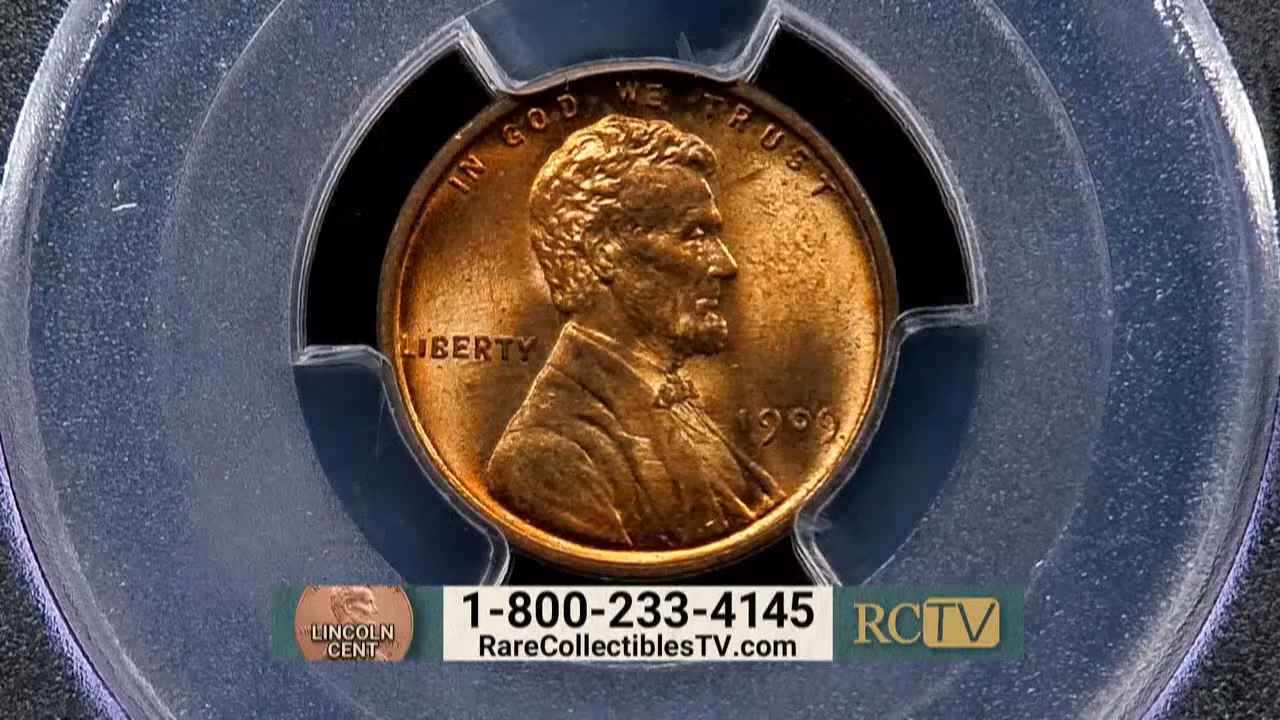 IN GOD WE TRUST
LIBERTY
1909
LINCOLN
CENT
1-800-233-4145
RareCollectiblesTV.com
RCTV